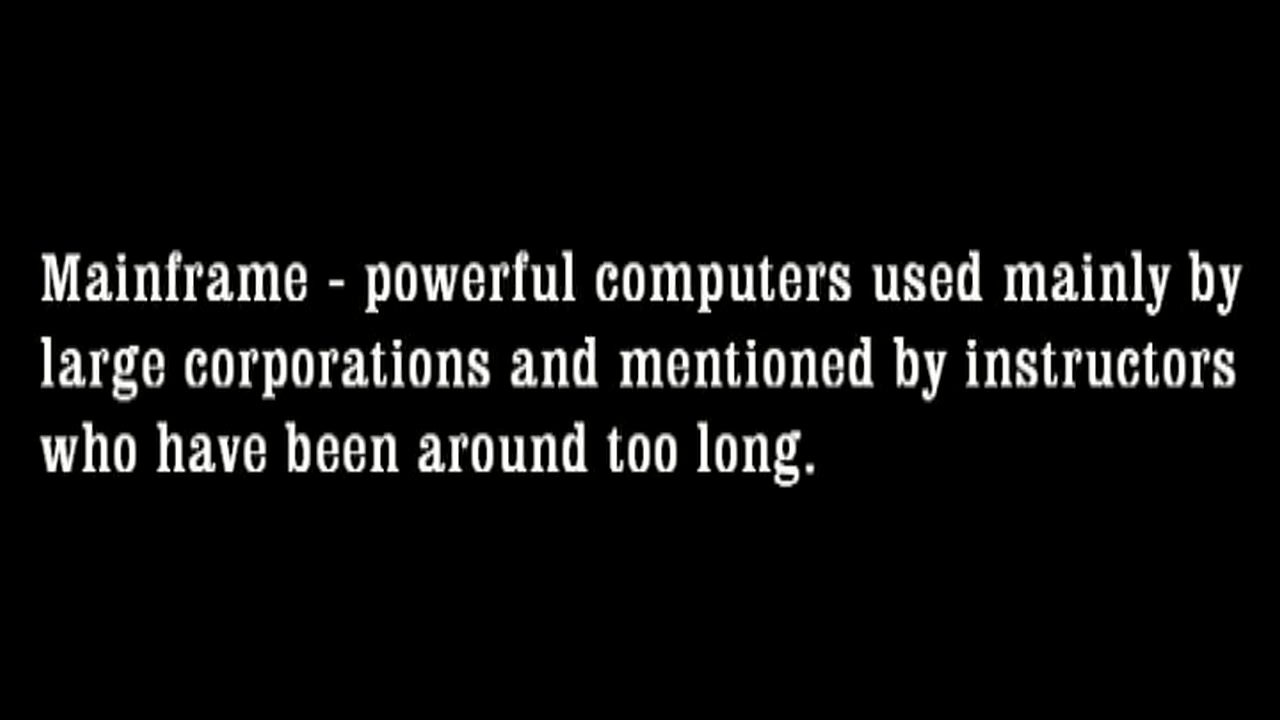 Mainframe - powerful computers used mainly by
large corporations and mentioned by instructors
who have been around too long.